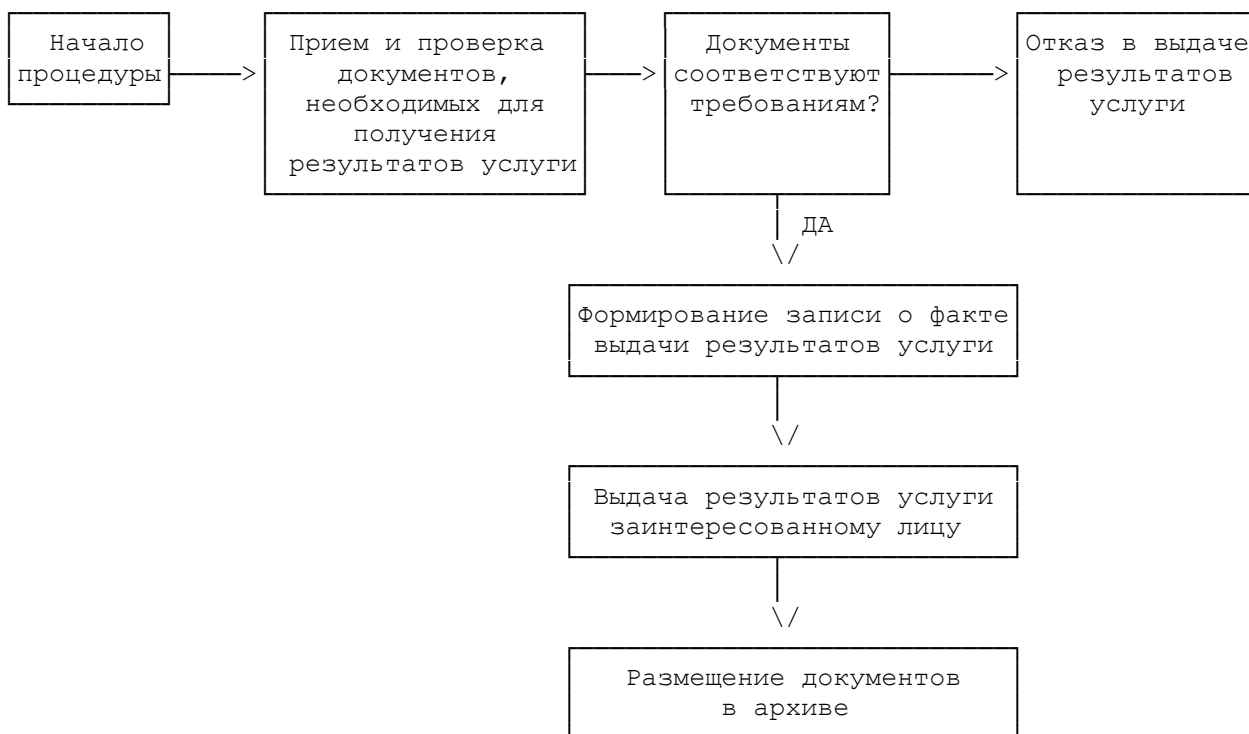 Начало
процедуры
Прием и проверка
документов,
необходимых для
получения
результатов услуги
Документы
соответствуют
требованиям?
Отказ в выдаче
результатов
услуги
ДА
Формирование записи о факте
выдачи результатов услуги
Выдача результатов услуги
заинтересованному лицу
Размещение документов
в архиве